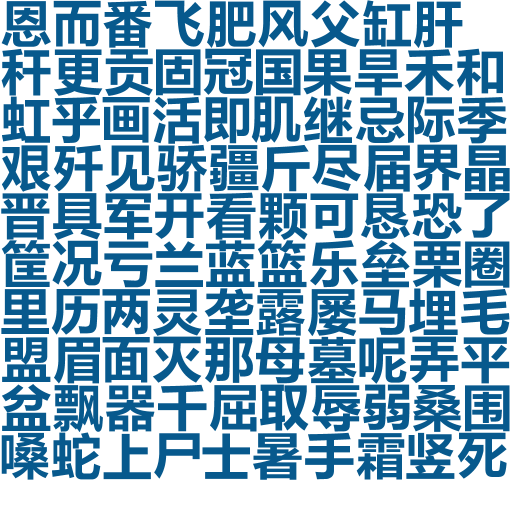 恩而番飞肥风父缸肝
秆更贡固冠国果旱禾和
虹乎画活即肌继忌际季
艰歼见骄疆斤尽届界晶
晋具军开看颗可恳恐了
筐况亏兰蓝篮乐垒栗圈
里历两灵垄露屡马埋毛
盟眉面灭那母墓呢弄平
盆飘器千屈取辱弱桑围
嗓蛇上尸士暑手霜竖死